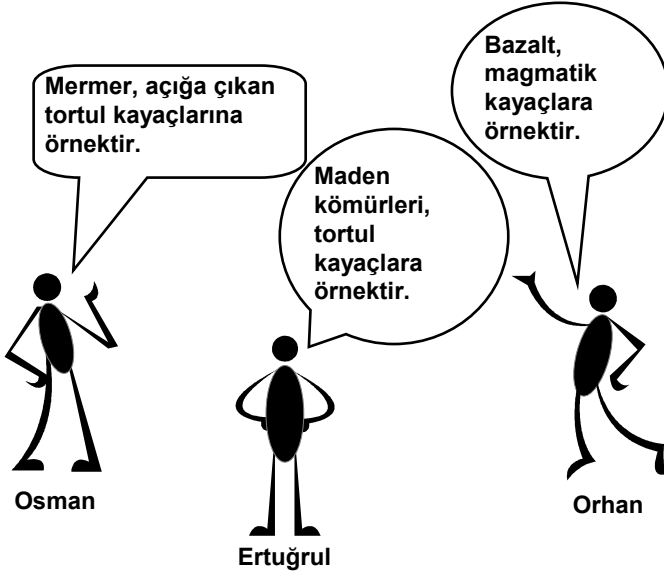 Mermer, açığa çıkan
tortul kayaçlarına
örnektir.
Maden
kömürleri,
tortul
kayaçlara
örnektir.
Bazalt,
magmatik
kayaçlara
örnektir.
Osman
Ertuğrul
Orhan